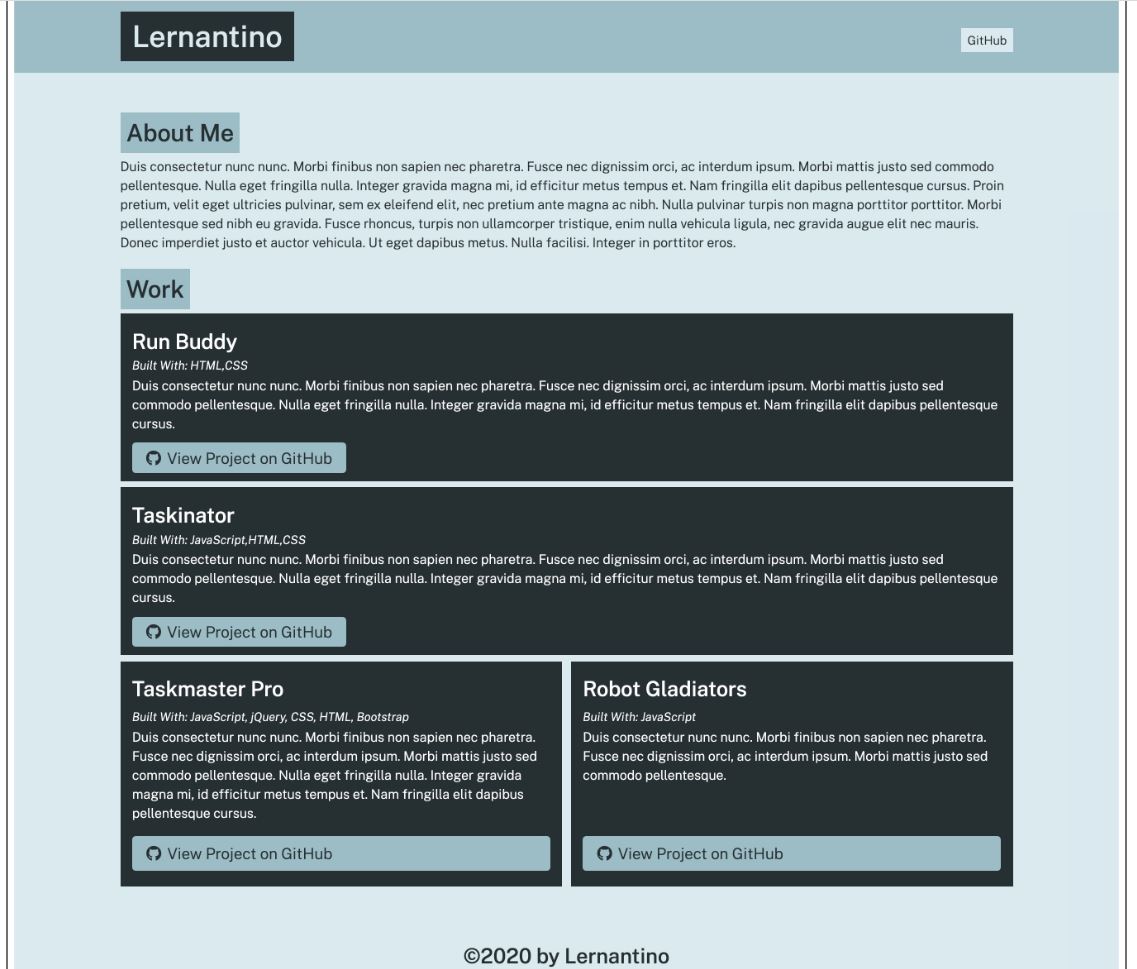 Lernantino
GitHub
About Me
Duis consectetur nunc nunc. Morbi finibus non sapien nec pharetra. Fusce nec dignissim orci, ac interdum ipsum. Morbi mattis justo sed commodo
pellentesque. Nulla eget fringilla nulla. Integer gravida magna mi, id efficitur metus tempus et. Nam fringilla elit dapibus pellentesque cursus. Proin
pretium, velit eget ultricies pulvinar, sem ex eleifend elit, nec pretium ante magna ac nibh. Nulla pulvinar turpis non magna porttitor porttitor. Morbi
pellentesque sed nibh eu gravida. Fusce rhoncus, turpis non ullamcorper tristique, enim nulla vehicula ligula, nec gravida augue elit nec mauris.
Donec imperdiet justo et auctor vehicula. Ut eget dapibus metus. Nulla facilisi. Integer in porttitor eros.
Work
Run Buddy
Built With: HTML,CSS
Duis consectetur nunc nunc. Morbi finibus non sapien nec pharetra. Fusce nec dignissim orci, ac interdum ipsum. Morbi mattis justo sed
commodo pellentesque. Nulla eget fringilla nulla. Integer gravida magna mi, id efficitur metus tempus et. Nam fringilla elit dapibus pellentesque
cursus.
View Project on GitHub
Taskinator
Built With: JavaScript,HTML,CSS
Duis consectetur nunc nunc. Morbi finibus non sapien nec pharetra. Fusce nec dignissim orci, ac interdum ipsum. Morbi mattis justo sed
commodo pellentesque. Nulla eget fringilla nulla. Integer gravida magna mi, id efficitur metus tempus et. Nam fringilla elit dapibus pellentesque
cursus.
View Project on GitHub
Taskmaster Pro
Built With: JavaScript, jQuery, CSS, HTML, Bootstrap
Duis consectetur nunc nunc. Morbi finibus non sapien nec pharetra.
Fusce nec dignissim orci, ac interdum ipsum. Morbi mattis justo sed
commodo pellentesque. Nulla eget fringilla nulla. Integer gravida
magna mi, id efficitur metus tempus et. Nam fringilla elit dapibus
pellentesque cursus.
View Project on GitHub
Robot Gladiators
Built With: JavaScript
Duis consectetur nunc nunc. Morbi finibus non sapien nec pharetra.
Fusce nec dignissim orci, ac interdum ipsum. Morbi mattis justo sed
commodo pellentesque.
View Project on GitHub
©2020 by Lernantino